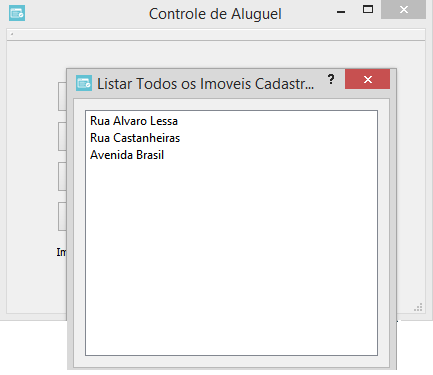 Controle de Aluguel
Listar Todos os Imoveis Cadastr... ?
Rua Alvaro Lessa
Rua Castanheiras
Avenida Brasil
Im